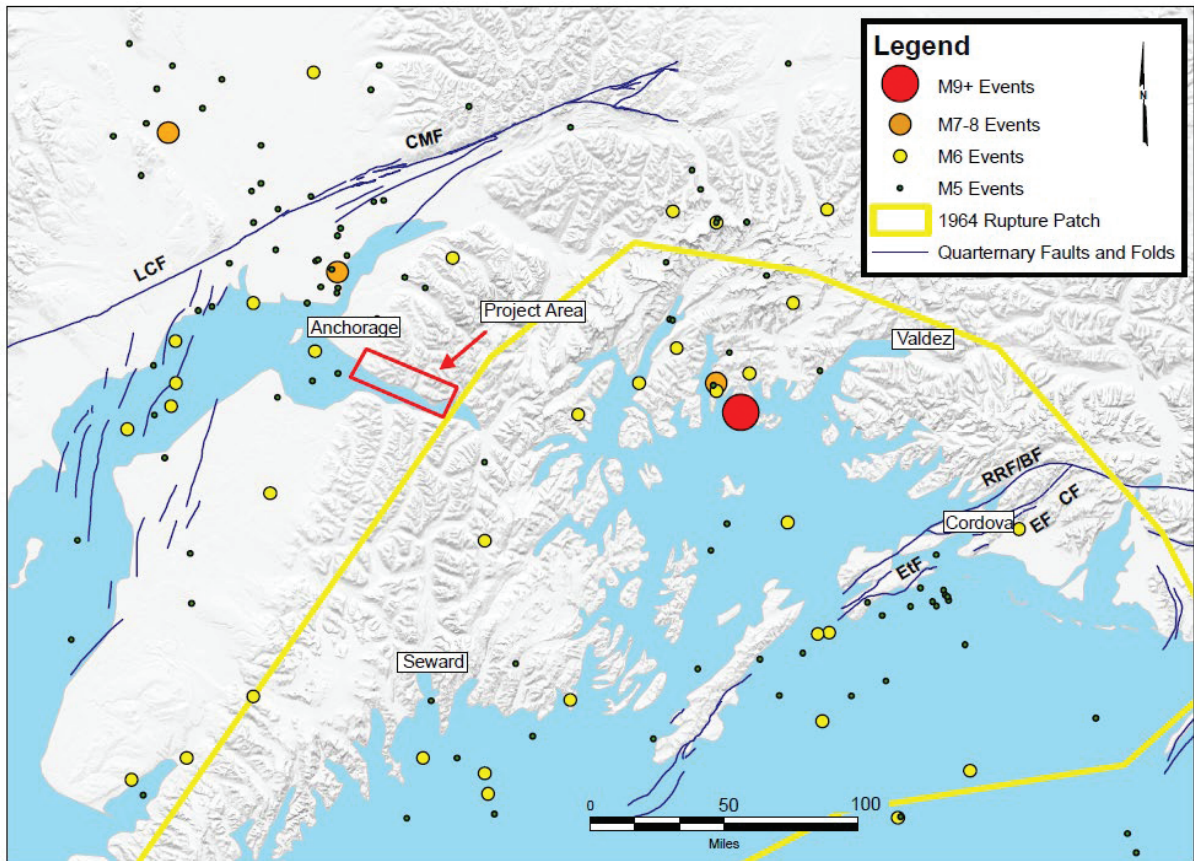 Legend
M9+ Events
M7-8 Events
M6 Events
M5 Events
1964 Rupture Patch
Quarternary Faults and Folds
N
CMF
LCF
Anchorage
Project Area
Valdez
RRF/BF
CF
EF
Cordova
EtF
Seward
0
50
100
Miles